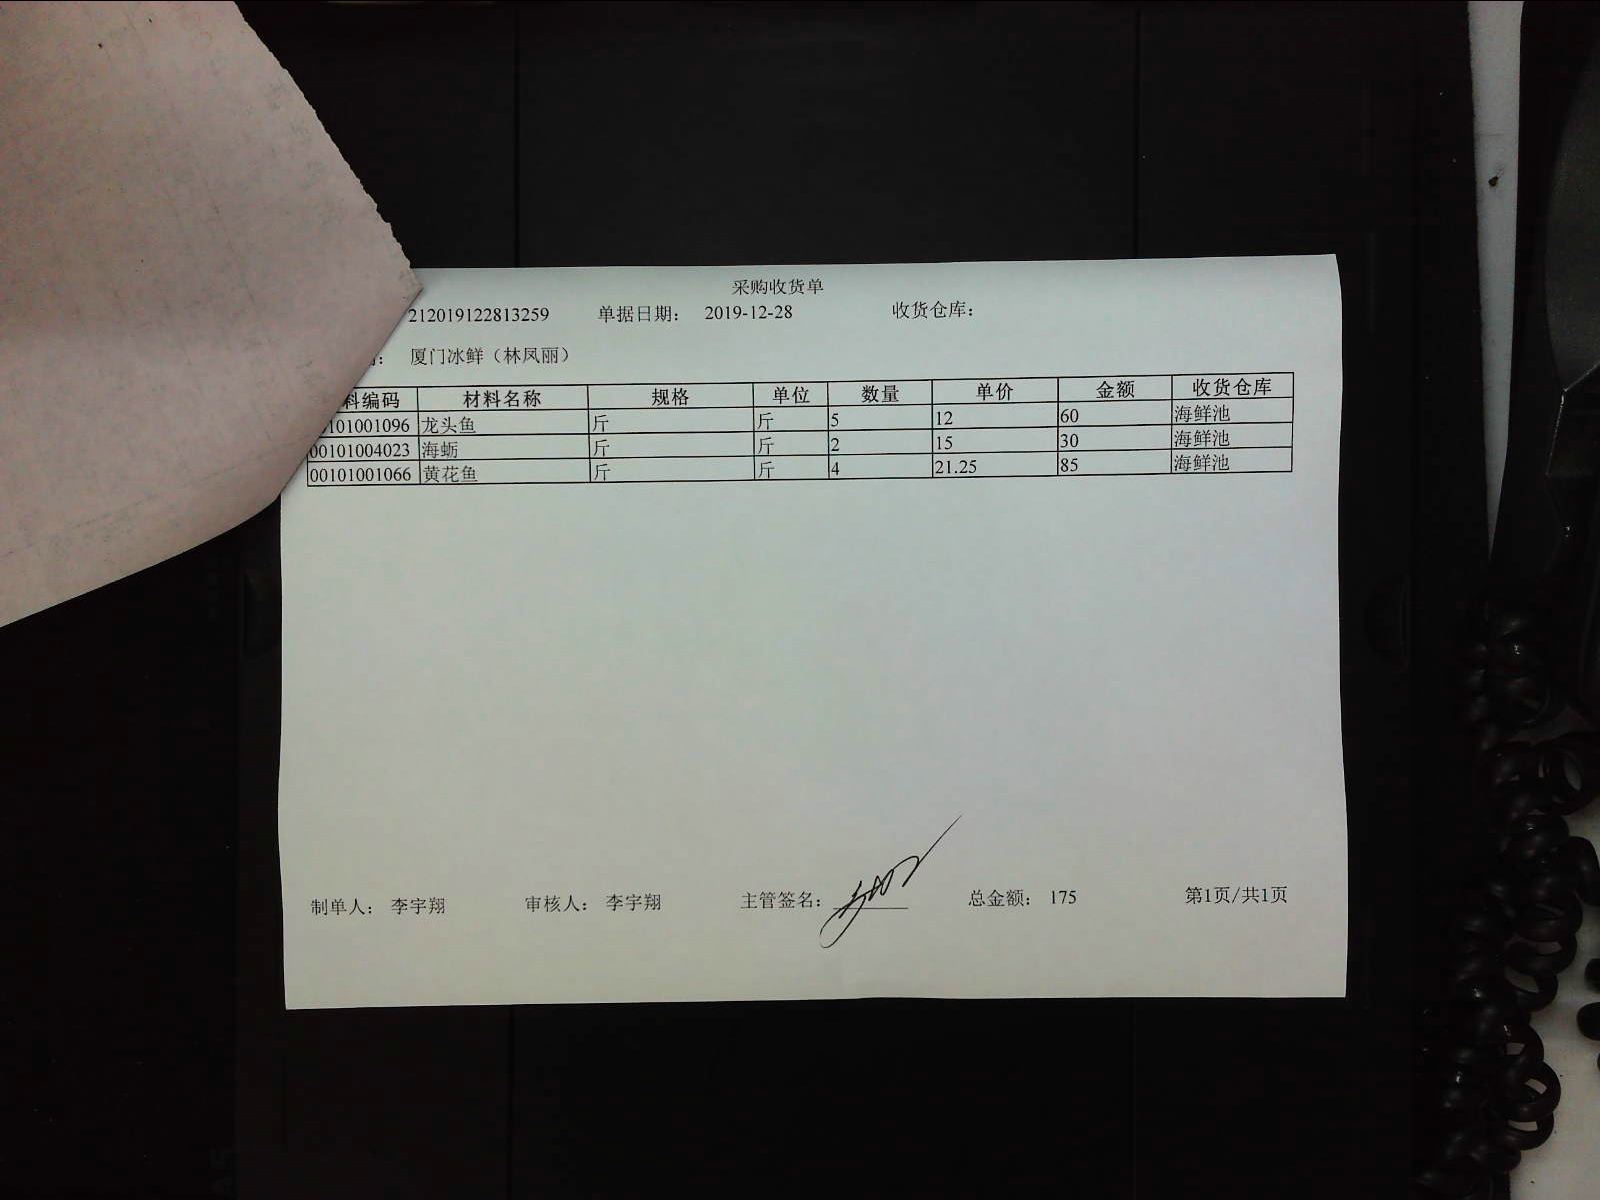 采购收货单
212019122813259 单据日期： 2019-12-28 收货仓库：
： 厦门冰鲜（林凤丽）
料编码 材料名称 规格 单位 数量 单价 金额 收货仓库
101001096 龙头鱼 斤 斤 5 12 60 海鲜池
00101004023 海蛎 斤 斤 2 15 30 海鲜池
00101001066 黄花鱼 斤 斤 4 21.25 85 海鲜池
制单人： 李宇翔 审核人： 李宇翔 主管签名： 总金额： 175 第1页/共1页